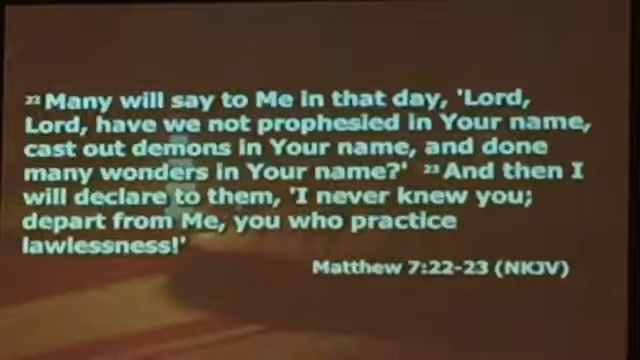 22 Many will say to Me in that day, 'Lord,
Lord, have we not prophesied in Your name,
cast out demons in Your name, and done
many wonders in Your name?' 23 And then I
will declare to them, 'I never knew you;
depart from Me, you who practice
lawlessness!'
Matthew 7:22-23 (NKJV)